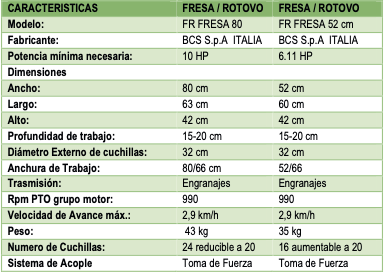 CARACTERISTICAS FRESA / ROTOVO FRESA / ROTOVO
Modelo: FR FRESA 80 FR FRESA 52 cm
Fabricante: BCS S.p.A ITALIA BCS S.p.A ITALIA
Potencia mínima necesaria: 10 HP 6.11 HP
Dimensiones
Ancho: 80 cm 52 cm
Largo: 63 cm 60 cm
Alto: 42 cm 42 cm
Profundidad de trabajo: 15-20 cm 15-20 cm
Diámetro Externo de cuchillas: 32 cm 32 cm
Anchura de Trabajo: 80/66 cm 52/66
Trasmisión: Engranajes Engranajes
Rpm PTO grupo motor: 990 990
Velocidad de Avance máx.: 2,9 km/h 2,9 km/h
Peso: 43 kg 35 kg
Numero de Cuchillas: 24 reducible a 20 16 aumentable a 20
Sistema de Acople Toma de Fuerza Toma de Fuerza